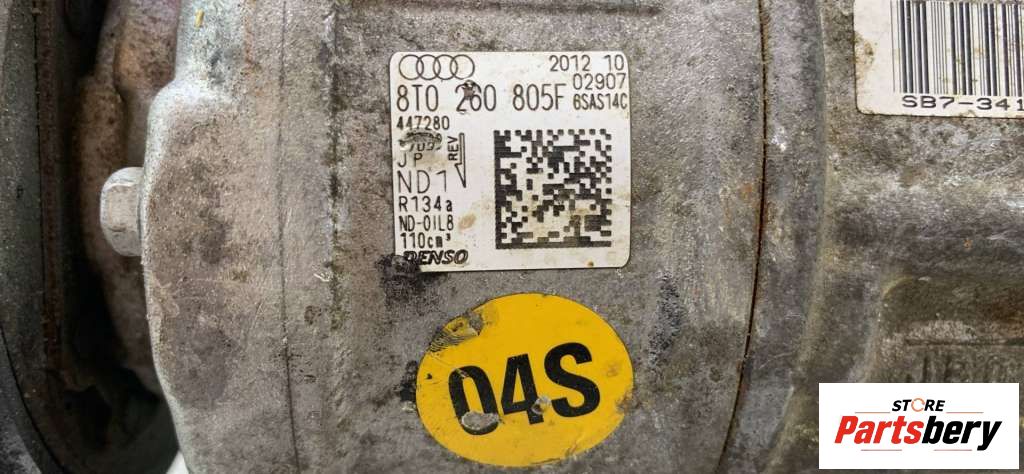 2012 10
02907
8T0 260 805F 6SAS14C
447280
JP REV
ND1
R134a
ND-OIL8
110cm³
DENSO
04S
SB7-341
STORE
Partsbery